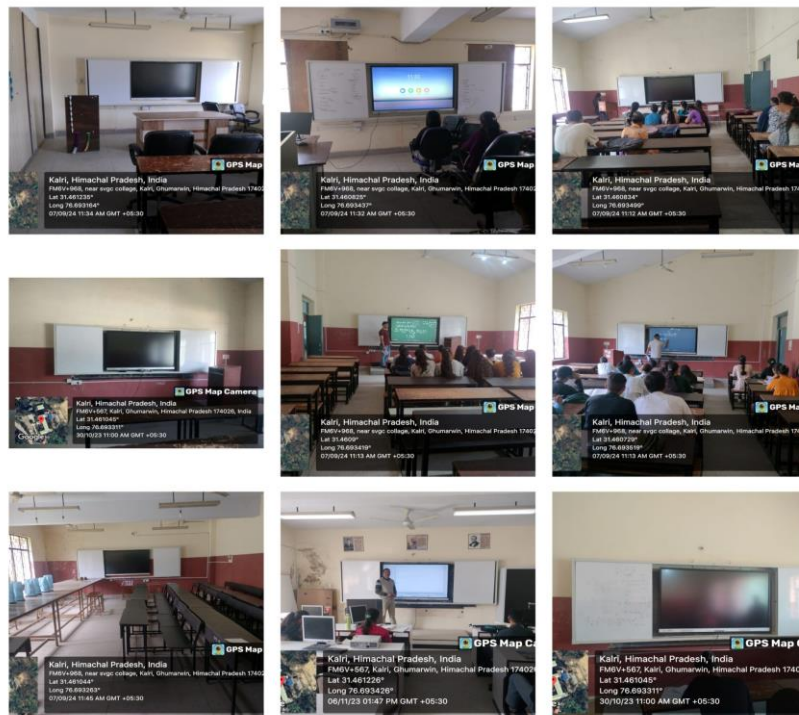 GPS Map
Kalri, Himachal Pradesh, India
FM6V+968, near svgc collage, Kalri, Ghumarwin, Himachal Pradesh 17402
Lat 31.461235°
Long 76.693164°
07/09/24 11:34 AM GMT +05:30
GPS Map
Kalri, Himachal Pradesh, India
FM6V+968, near svgc collage, Kalri, Ghumarwin, Himachal Pradesh 17402
Lat 31.460825°
Long 76.693437°
07/09/24 11:32 AM GMT +05:30
GPS Map
Kalri, Himachal Pradesh, India
FM6V+968, near svgc collage, Kalri, Ghumarwin, Himachal Pradesh 1740
Lat 31.460834°
Long 76.693499°
07/09/24 11:12 AM GMT +05:30
GPS Map Camera
Kalri, Himachal Pradesh, India
FM6V+567, Kalri, Ghumarwin, Himachal Pradesh 174026, India
Lat 31.461045°
Long 76.693311°
30/10/23 11:00 AM GMT +05:30
Google
GPS Map
Kalri, Himachal Pradesh, India
FM6V+968, near svgc collage, Kalri, Ghumarwin, Himachal Pradesh 17402
Lat 31.4609°
Long 76.693419°
07/09/24 11:13 AM GMT +05:30
GPS Map
Kalri, Himachal Pradesh, India
FM6V+968, near svgc collage, Kalri, Ghumarwin, Himachal Pradesh 1740
Lat 31.460729°
Long 76.693519°
07/09/24 11:13 AM GMT +05:30
GPS Map
Kalri, Himachal Pradesh, India
FM6V+968, near svgc collage, Kalri, Ghumarwin, Himachal Pradesh 17402
Lat 31.461044°
Long 76.693263°
07/09/24 11:45 AM GMT +05:30
GPS Map Ca
Kalri, Himachal Pradesh, India
FM6V+567, Kalri, Ghumarwin, Himachal Pradesh 17402
Lat 31.461226°
Long 76.693426°
06/11/23 01:47 PM GMT +05:30
GPS Map C
Kalri, Himachal Pradesh, India
FM6V+567, Kalri, Ghumarwin, Himachal Pradesh 1740
Lat 31.461045°
Long 76.693311°
30/10/23 11:00 AM GMT +05:30